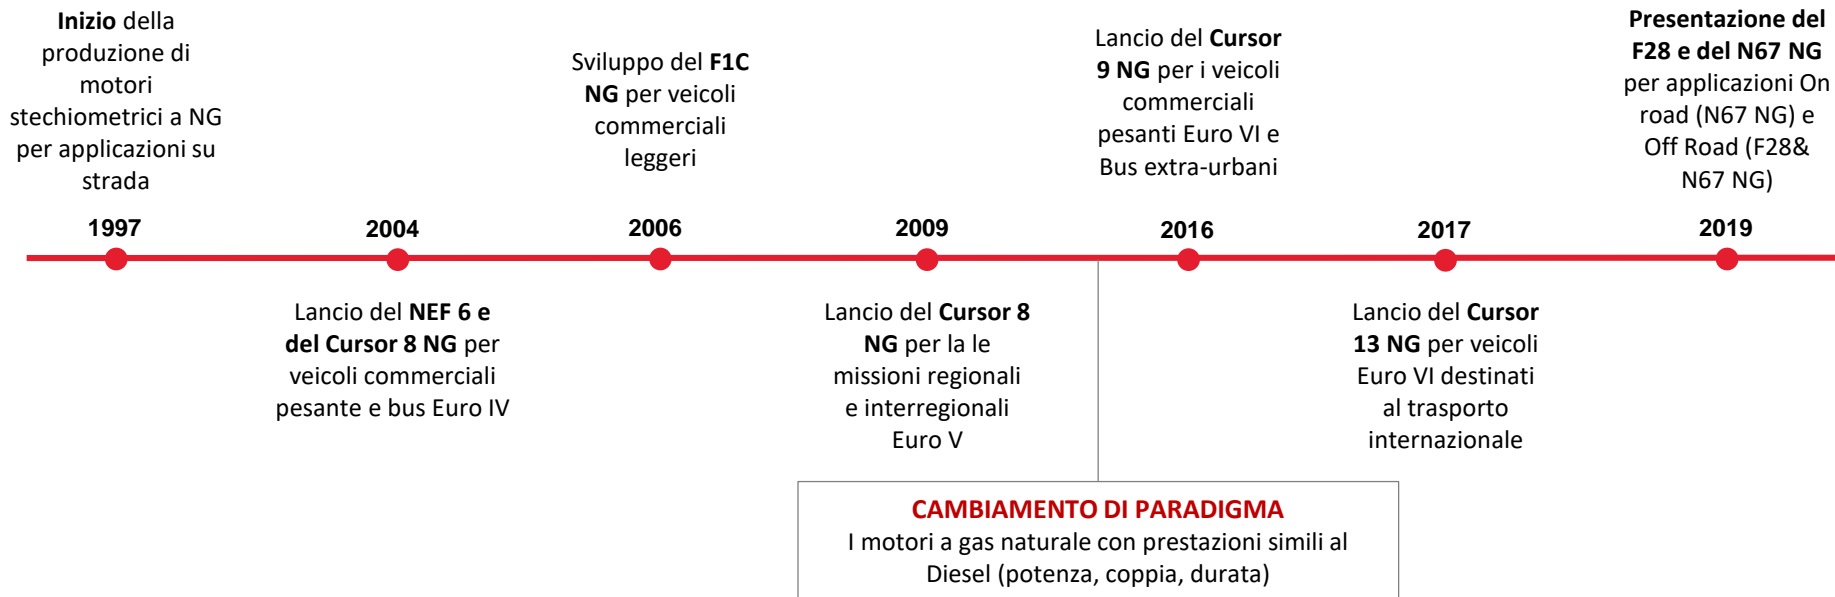 Inizio della
produzione di
motori
stechiometrici a NG
per applicazioni su
strada
1997
2004
Lancio del NEF 6 e
del Cursor 8 NG per
veicoli commerciali
pesante e bus Euro IV
Sviluppo del F1C
NG per veicoli
commerciali
leggeri
2006
2009
Lancio del Cursor 8
NG per la le
missioni regionali
e interregionali
Euro V
Lancio del Cursor
9 NG per i veicoli
commerciali
pesanti Euro VI e
Bus extra-urbani
2016
2017
Lancio del Cursor
13 NG per veicoli
Euro VI destinati
al trasporto
internazionale
Presentazione del
F28 e del N67 NG
per applicazioni On
road (N67 NG) e
Off Road (F28&
N67 NG)
2019
CAMBIAMENTO DI PARADIGMA
I motori a gas naturale con prestazioni simili al
Diesel (potenza, coppia, durata)